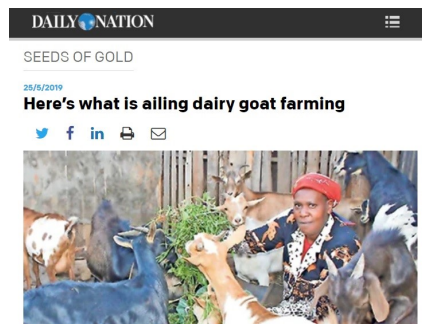 DAILY NATION
SEEDS OF GOLD
25/5/2019
Here's what is ailing dairy goat farming